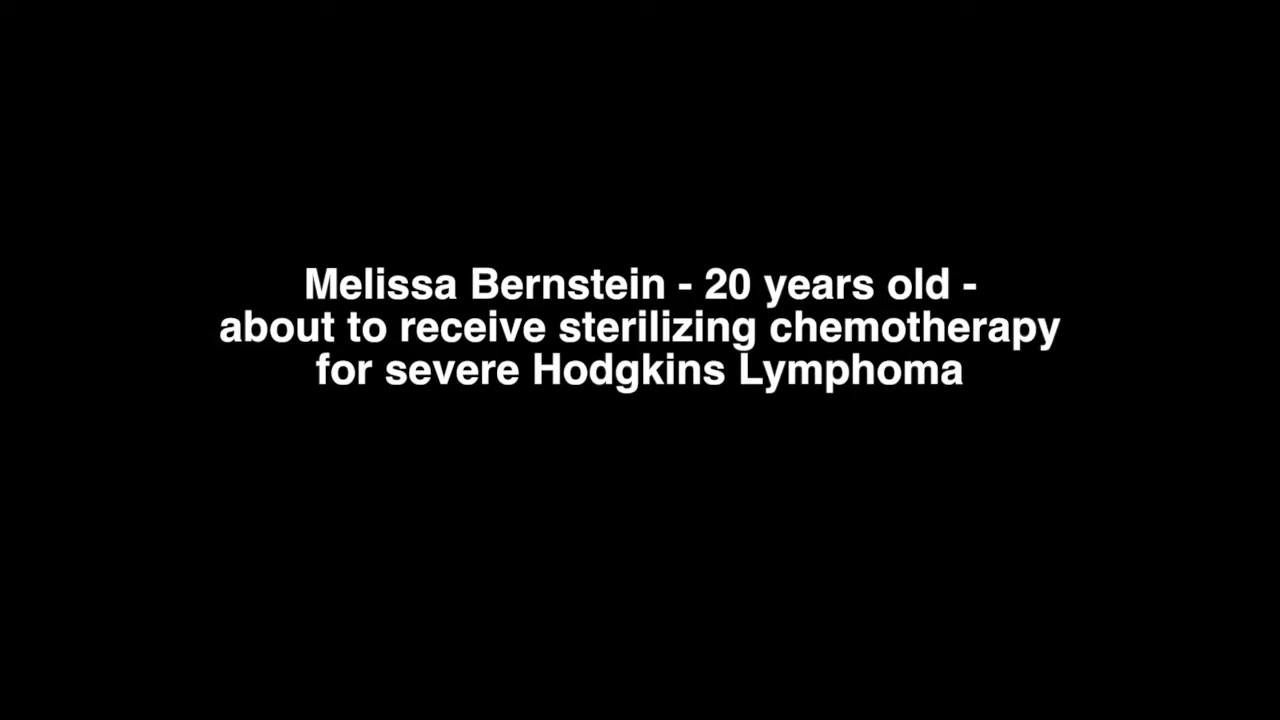 Melissa Bernstein - 20 years old -
about to receive sterilizing chemotherapy
for severe Hodgkins Lymphoma